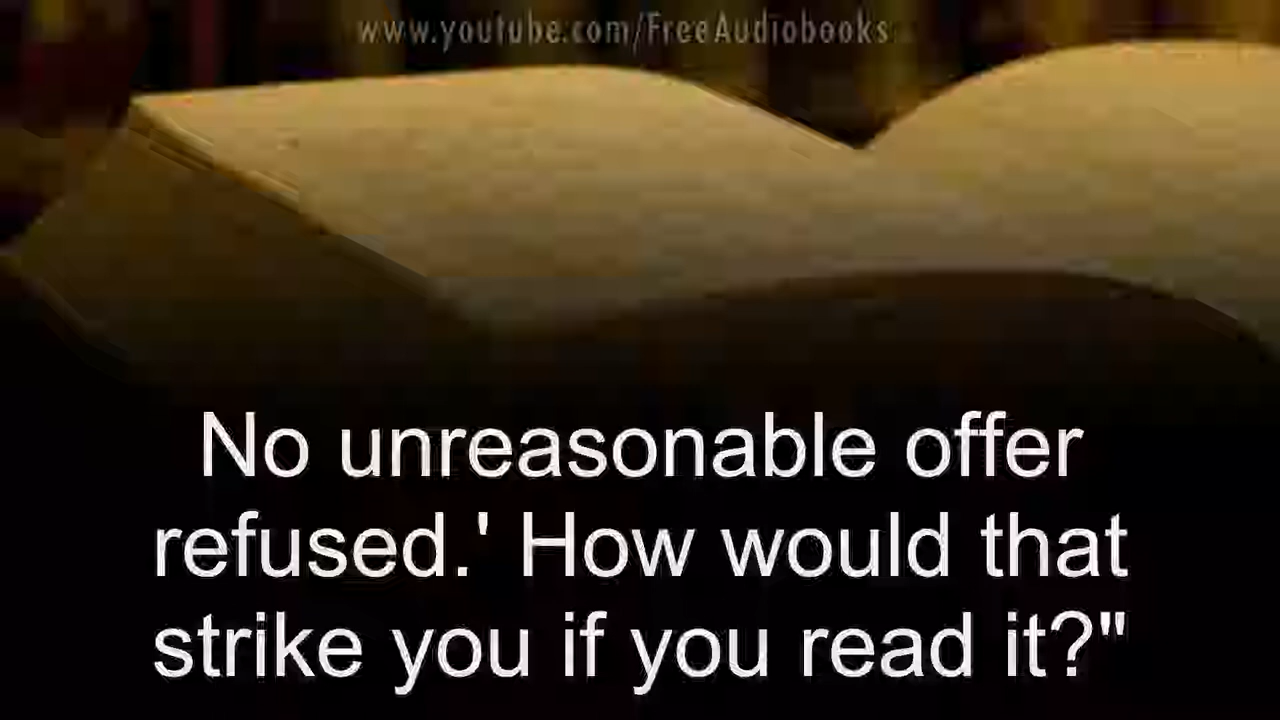 www.youtube.com/FreeAudiobooks
No unreasonable offer
refused.' How would that
strike you if you read it?"